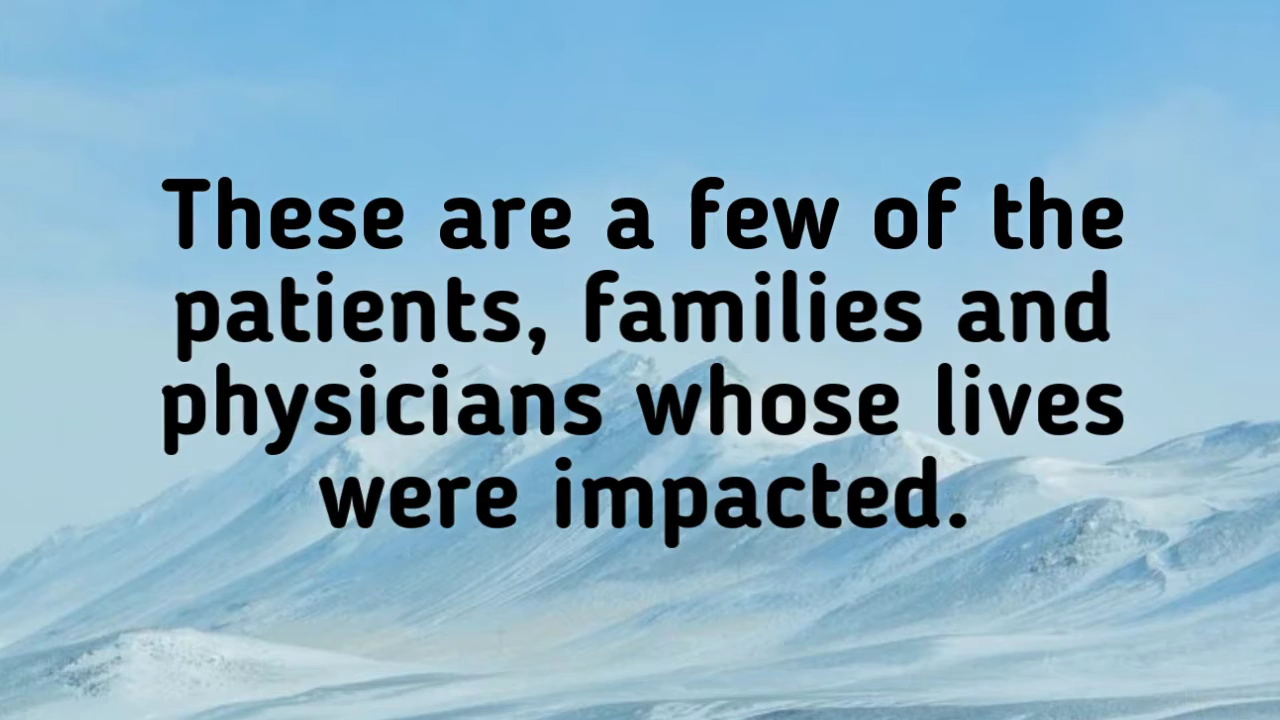 These are a few of the
patients, families and
physicians whose lives
were impacted.